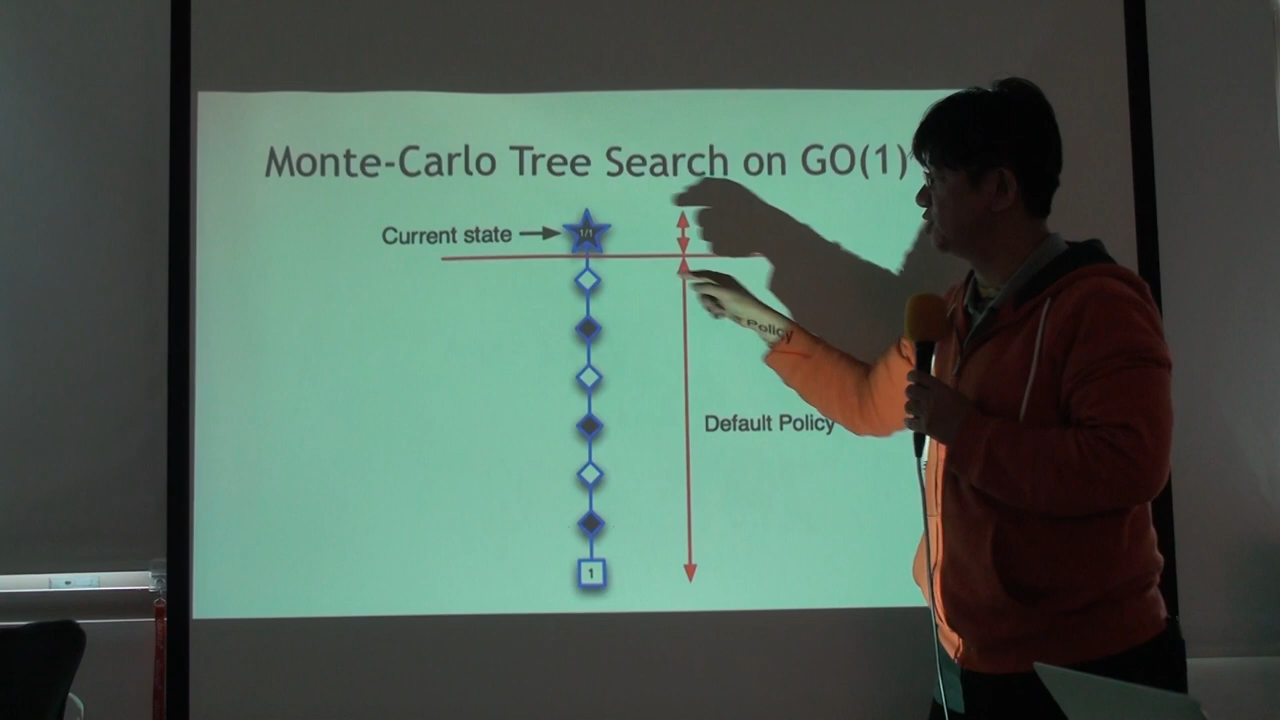 Monte-Carlo Tree Search on GO(1)
Current state
1/1
Policy
Default Policy
1